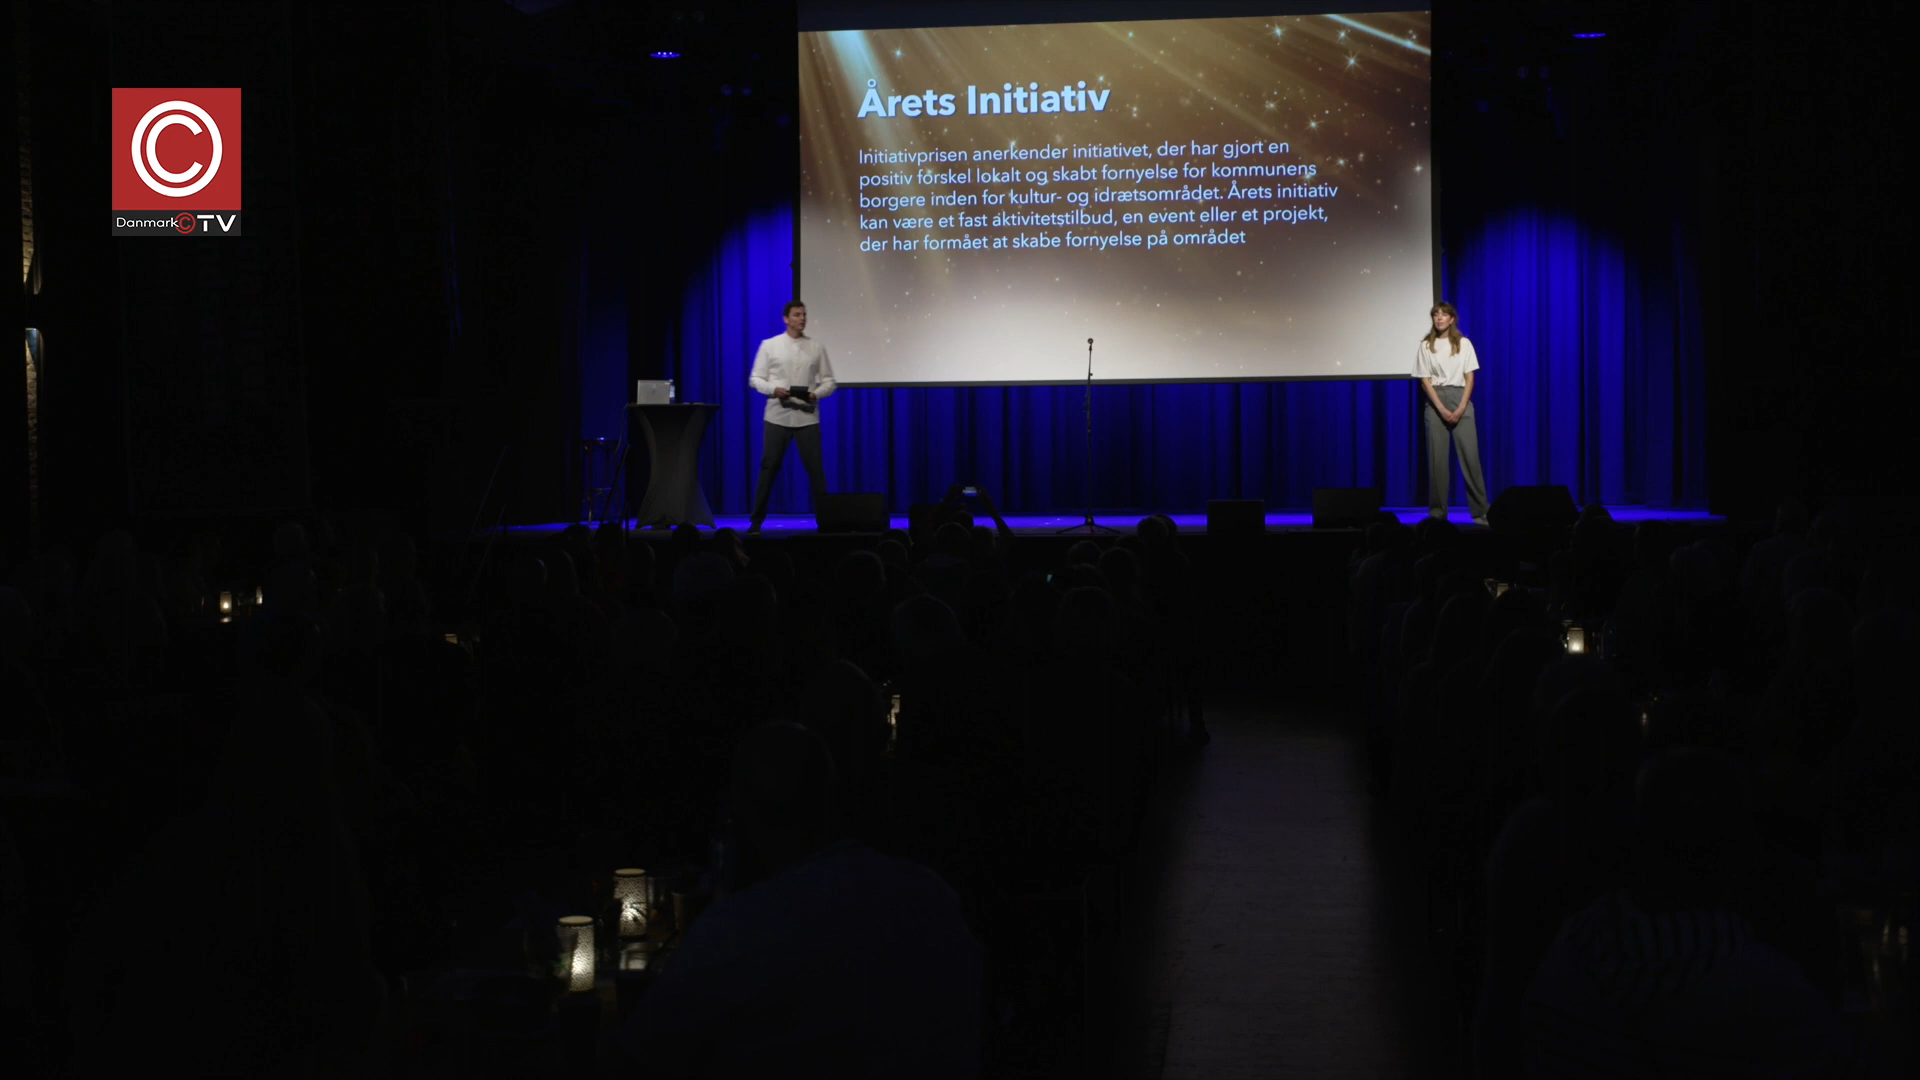 ©
Danmark© TV
Årets Initiativ
Initiativprisen anerkender initiativet, der har gjort en
positiv forskel lokalt og skabt fornyelse for kommunens
borgere inden for kultur- og idrætsområdet. Årets initiativ
kan være et fast aktivitetstilbud, en event eller et projekt,
der har formået at skabe fornyelse på området